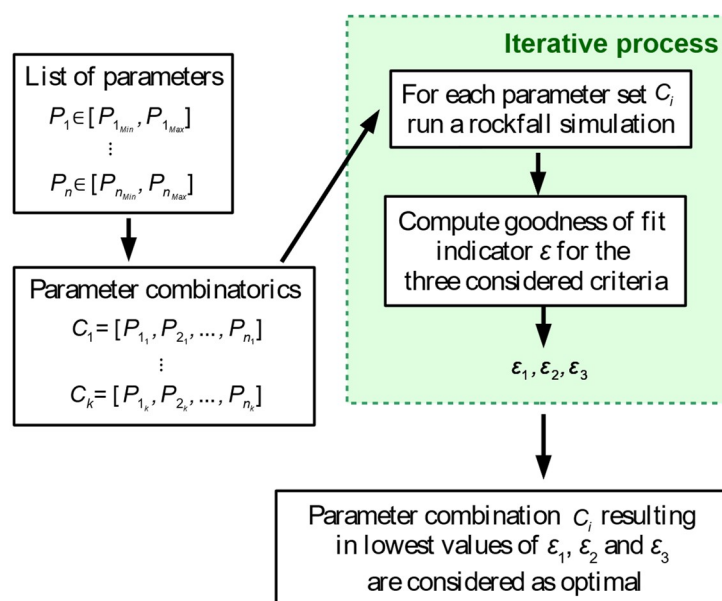 List of parameters
P₁∈[P₁Min, P₁Max]
⋮
Pₙ∈[PₙMin, PₙMax]
Parameter combinatorics
C₁=[P₁₁, P₂₁, ..., Pₙ₁]
⋮
Cₖ=[P₁ₖ, P₂ₖ, ..., Pₙₖ]
Iterative process
For each parameter set Cᵢ
run a rockfall simulation
Compute goodness of fit
indicator ε for the
three considered criteria
ε₁, ε₂, ε₃
Parameter combination Cᵢ resulting
in lowest values of ε₁, ε₂ and ε₃
are considered as optimal